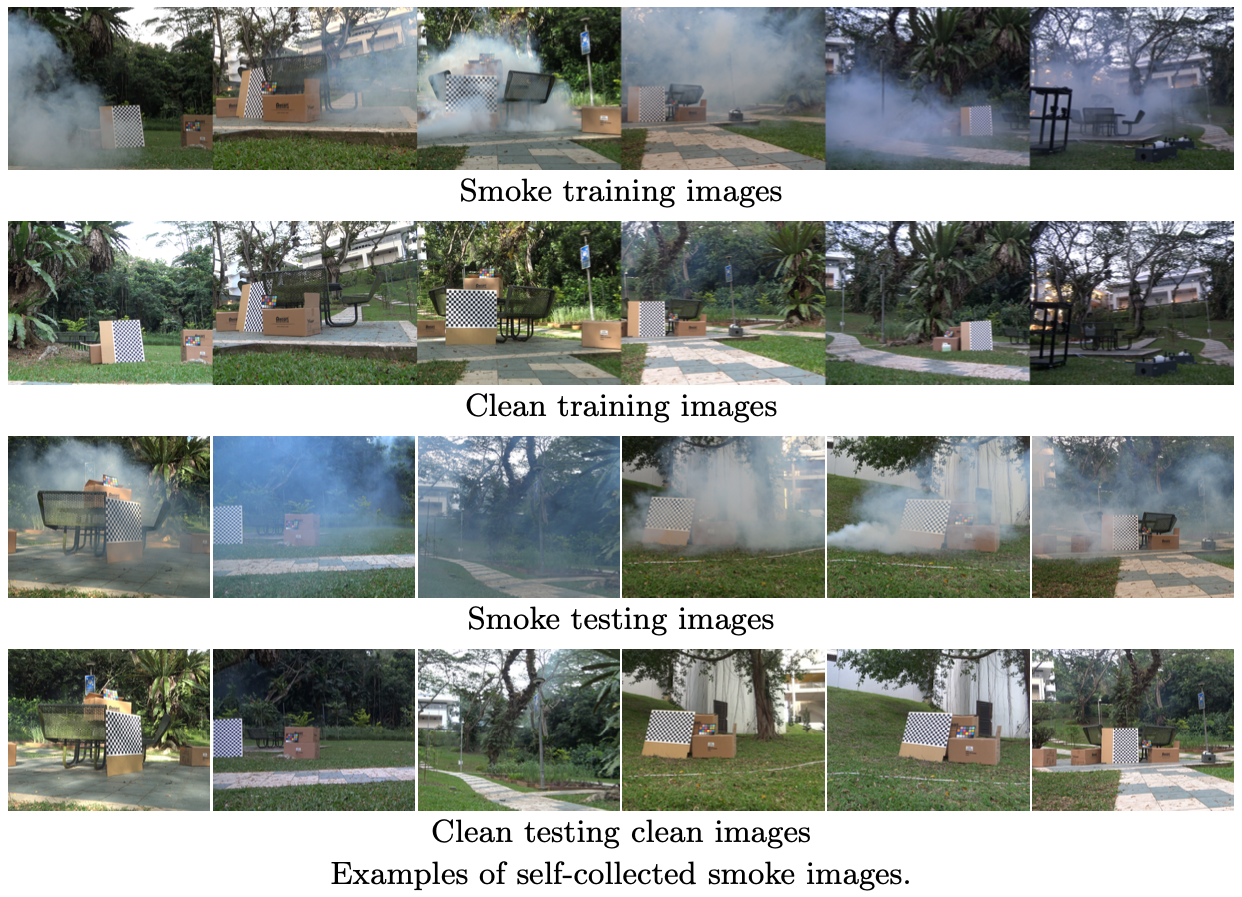 Smoke training images
Clean training images
Smoke testing images
Clean testing clean images
Examples of self-collected smoke images.